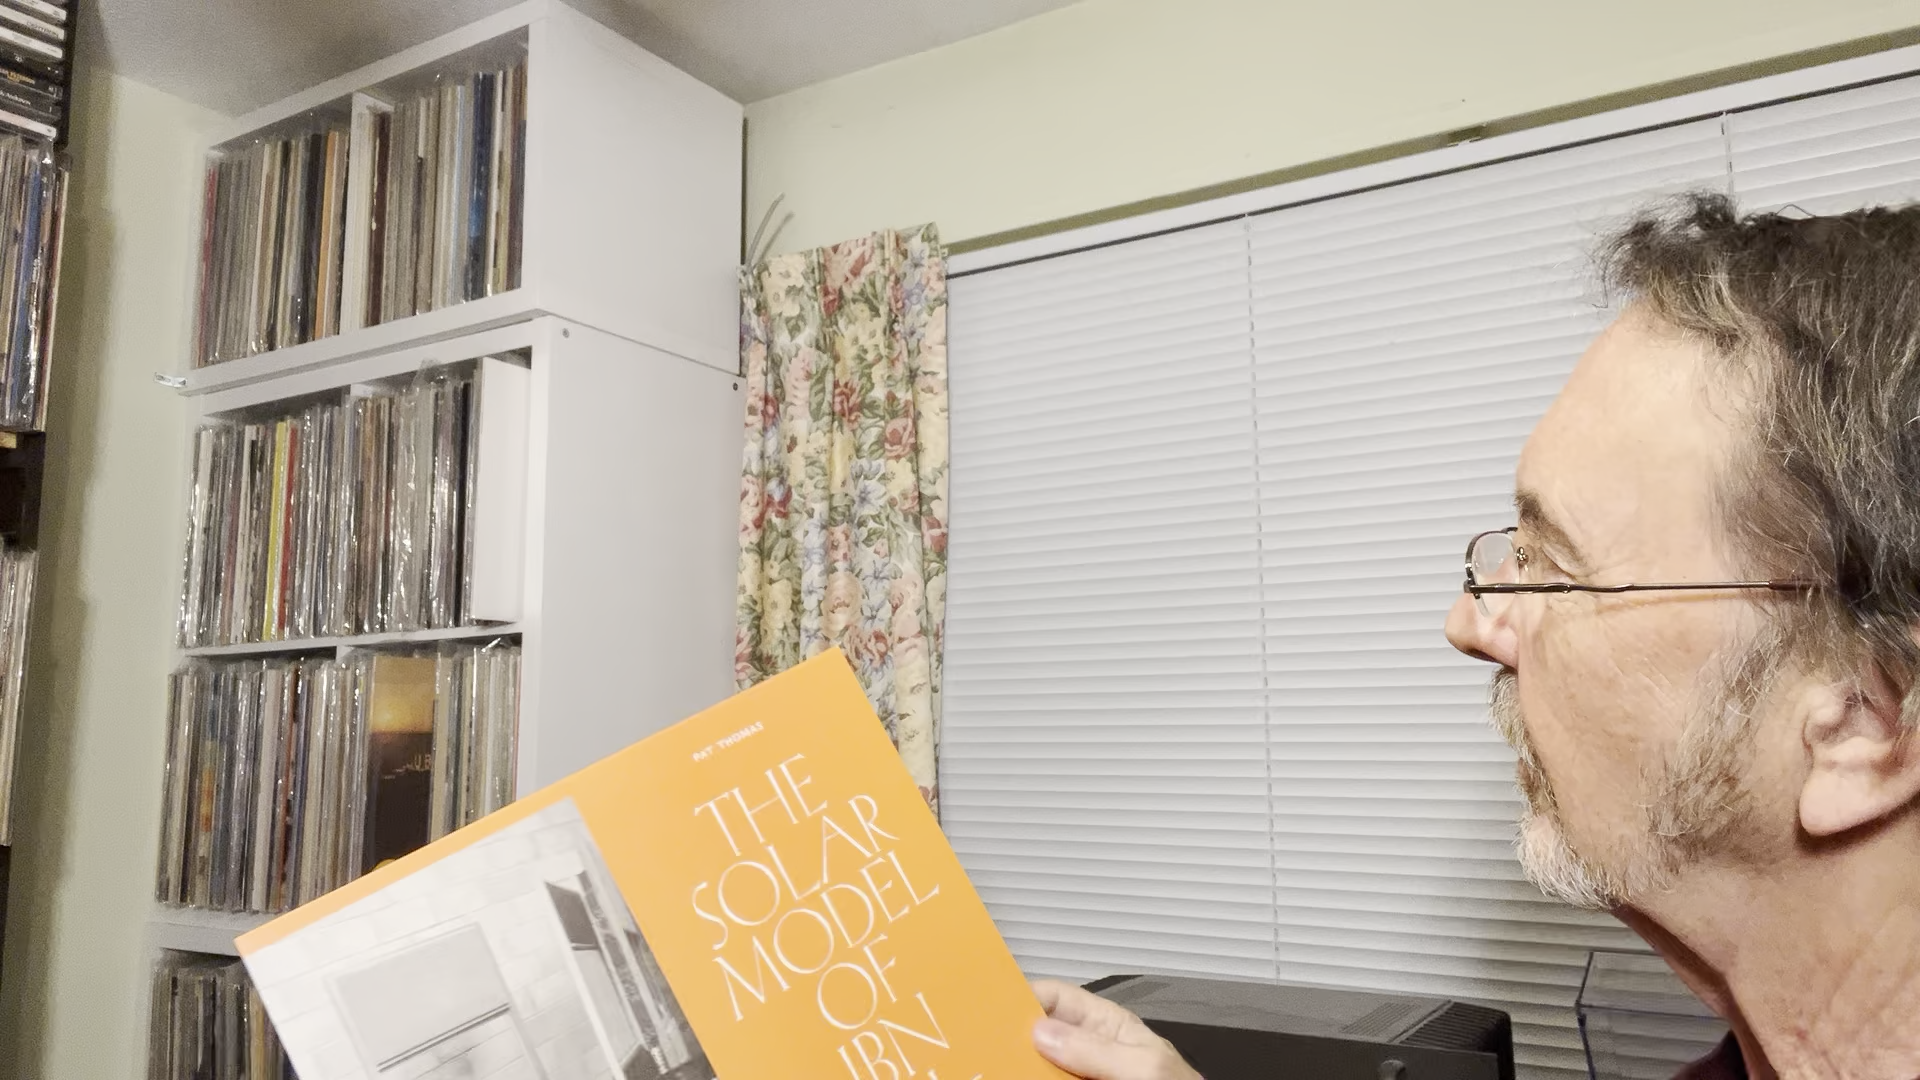 PAT THOMAS
THE
SOLAR
MODEL
OF
IBN